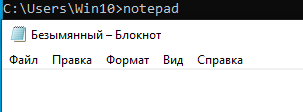 C:\Users\Win10>notepad
Безымянный – Блокнот
Файл Правка Формат Вид Справка